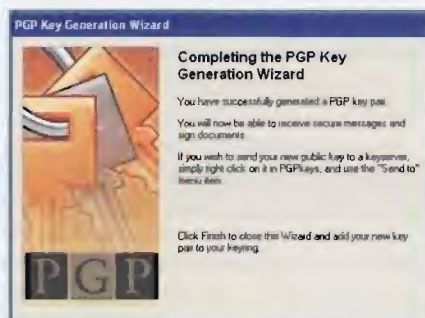 PGP Key Generation Wizard
Completing the PGP Key
Generation Wizard
You have successfully generated a PGP key pair.
You will now be able to receive secure messages and
sign documents.
If you wish to send your new public key to a keyserver,
simply right click on it in PGPkeys, and use the "Send to"
menu item.
Click Finish to close this Wizard and add your new key
pair to your keyring.
PGP